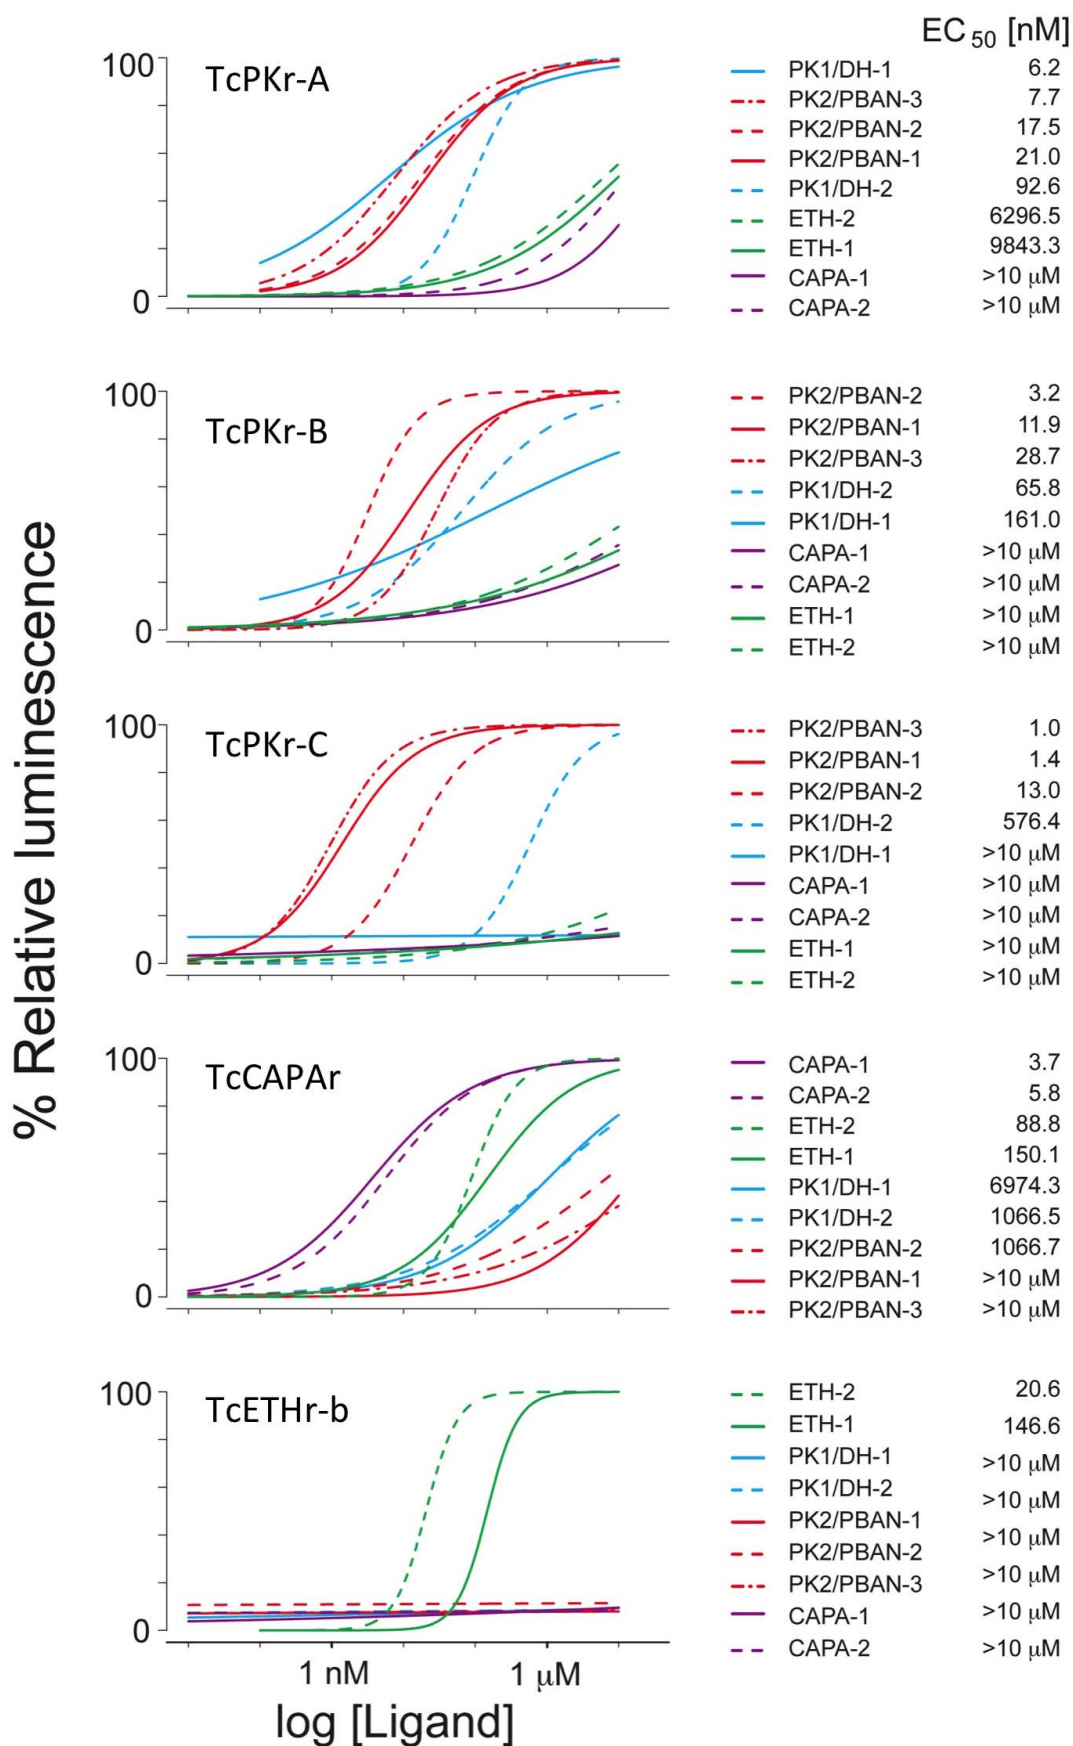 EC50 [nM]
100
TcPKr-A
0
PK1/DH-1 6.2
PK2/PBAN-3 7.7
PK2/PBAN-2 17.5
PK2/PBAN-1 21.0
PK1/DH-2 92.6
ETH-2 6296.5
ETH-1 9843.3
CAPA-1 >10 μM
CAPA-2 >10 μM
100
TcPKr-B
0
PK2/PBAN-2 3.2
PK2/PBAN-1 11.9
PK2/PBAN-3 28.7
PK1/DH-2 65.8
PK1/DH-1 161.0
CAPA-1 >10 μM
CAPA-2 >10 μM
ETH-1 >10 μM
ETH-2 >10 μM
% Relative luminescence
100
TcPKr-C
0
PK2/PBAN-3 1.0
PK2/PBAN-1 1.4
PK2/PBAN-2 13.0
PK1/DH-2 576.4
PK1/DH-1 >10 μM
CAPA-1 >10 μM
CAPA-2 >10 μM
ETH-1 >10 μM
ETH-2 >10 μM
100
TcCAPAr
0
CAPA-1 3.7
CAPA-2 5.8
ETH-2 88.8
ETH-1 150.1
PK1/DH-1 6974.3
PK1/DH-2 1066.5
PK2/PBAN-2 1066.7
PK2/PBAN-1 >10 μM
PK2/PBAN-3 >10 μM
100
TcETHr-b
0
ETH-2 20.6
ETH-1 146.6
PK1/DH-1 >10 μM
PK1/DH-2 >10 μM
PK2/PBAN-1 >10 μM
PK2/PBAN-2 >10 μM
PK2/PBAN-3 >10 μM
CAPA-1 >10 μM
CAPA-2 >10 μM
1 nM 1 μM
log [Ligand]